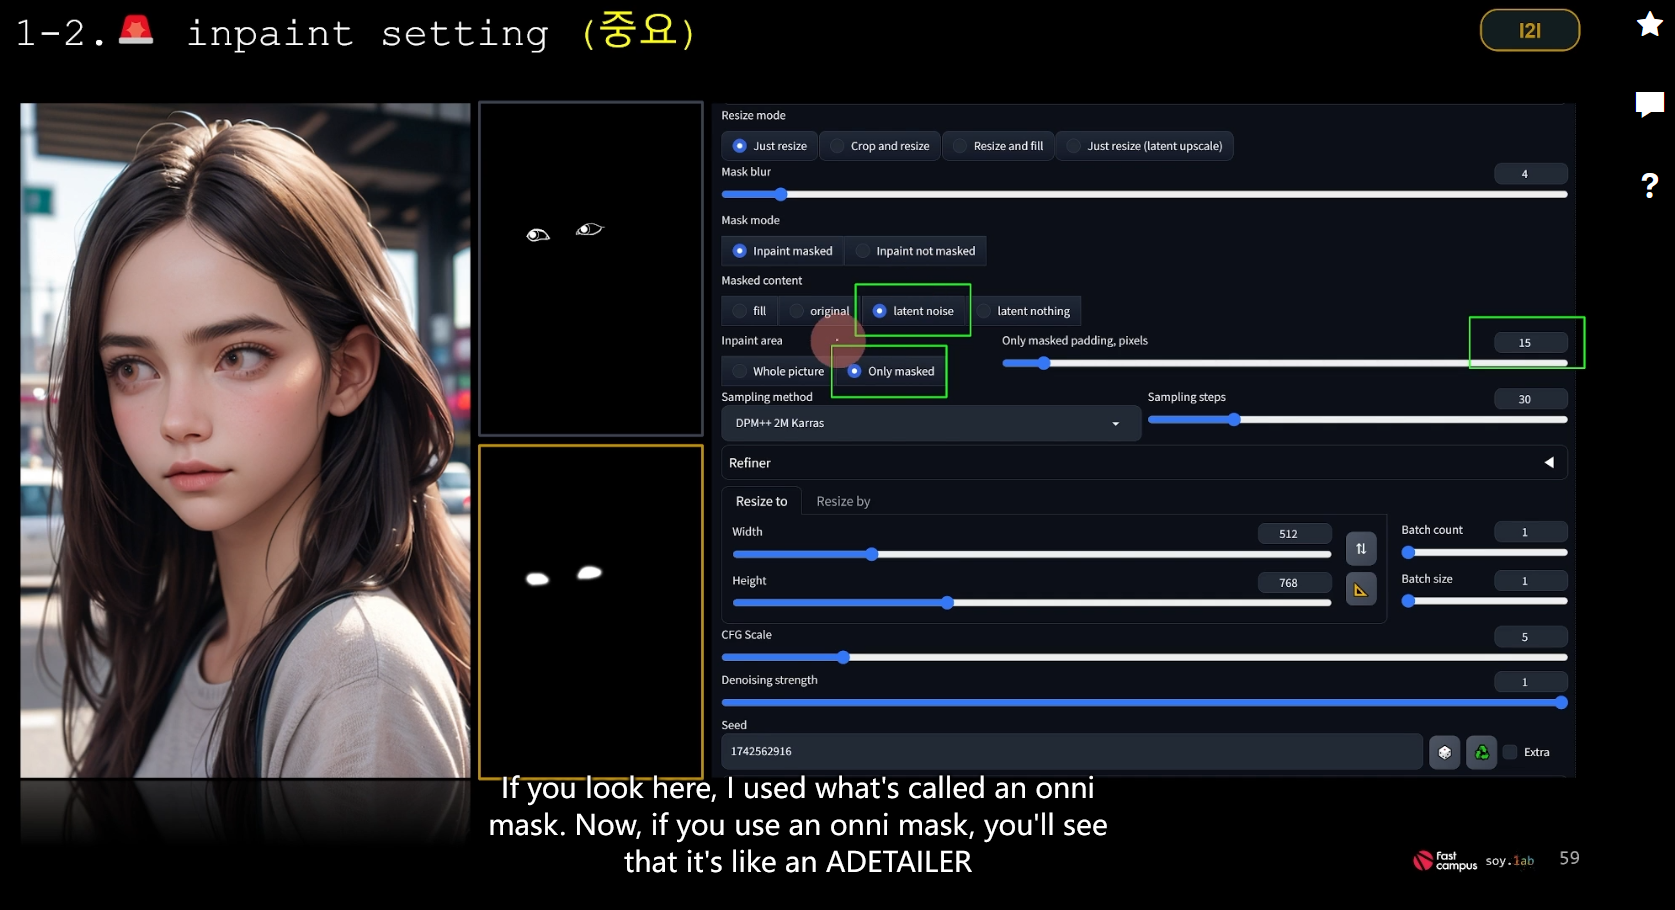 1-2. inpaint setting (중요)
I2I
Resize mode
Just resize
Crop and resize
Resize and fill
Just resize (latent upscale)
Mask blur
4
Mask mode
Inpaint masked
Inpaint not masked
Masked content
fill
original
latent noise
latent nothing
Inpaint area
Only masked padding, pixels
15
Whole picture
Only masked
Sampling method
Sampling steps
30
DPM++ 2M Karras
Refiner
Resize to
Resize by
Width
512
Batch count
1
Height
768
Batch size
1
CFG Scale
5
Denoising strength
1
Seed
1742562916
Extra
If you look here, I used what's called an onni
mask. Now, if you use an onni mask, you'll see
that it's like an ADETAILER
Fast
campus
soy.lab
59
?